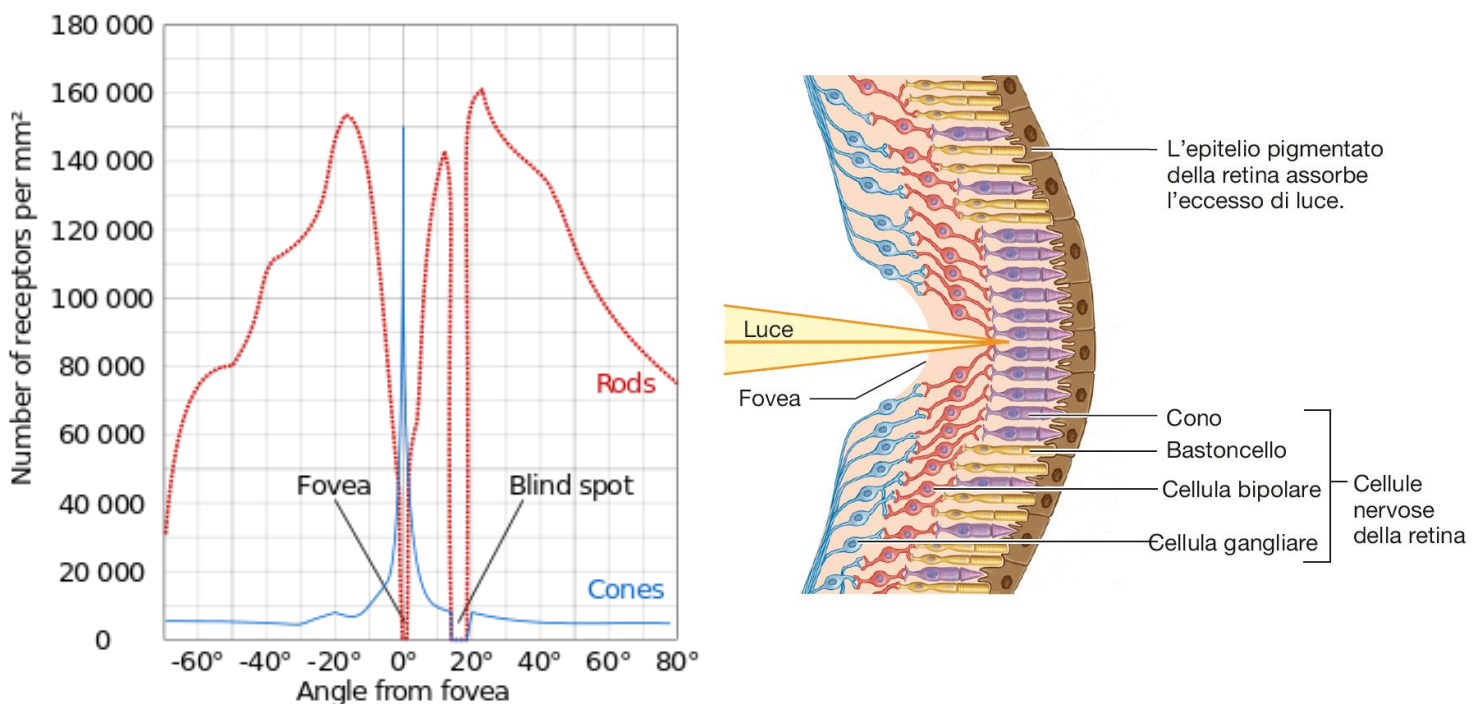 180 000
160 000
140 000
120 000
100 000
80 000
60 000
40 000
20 000
0
Number of receptors per mm²
Rods
Fovea
Blind spot
Cones
-60°
-40°
-20°
0°
20°
40°
60°
80°
Angle from fovea
L'epitelio pigmentato
della retina assorbe
l'eccesso di luce.
Luce
Fovea
Cono
Bastoncello
Cellula bipolare
Cellula gangliare
Cellule
nervose
della retina